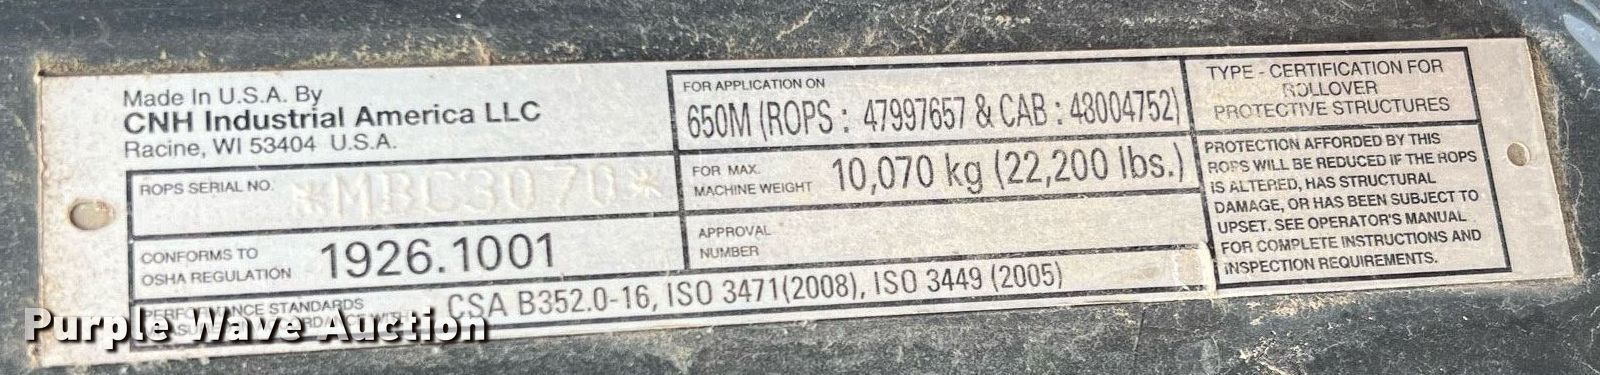 Made In U.S.A. By
CNH Industrial America LLC
Racine, WI 53404 U.S.A.
ROPS SERIAL NO. *MBC3070*
CONFORMS TO
OSHA REGULATION 1926.1001
PERFORMANCE STANDARDS
CSA B352.0-16, ISO 3471(2008), ISO 3449 (2005)
FOR APPLICATION ON
650M (ROPS : 47997657 & CAB : 48004752)
FOR MAX.
MACHINE WEIGHT 10,070 kg (22,200 lbs.)
APPROVAL
NUMBER
TYPE - CERTIFICATION FOR
ROLLOVER
PROTECTIVE STRUCTURES
PROTECTION AFFORDED BY THIS
ROPS WILL BE REDUCED IF THE ROPS
IS ALTERED, HAS STRUCTURAL
DAMAGE, OR HAS BEEN SUBJECT TO
UPSET. SEE OPERATOR'S MANUAL
FOR COMPLETE INSTRUCTIONS AND
INSPECTION REQUIREMENTS.
Purple Wave Auction